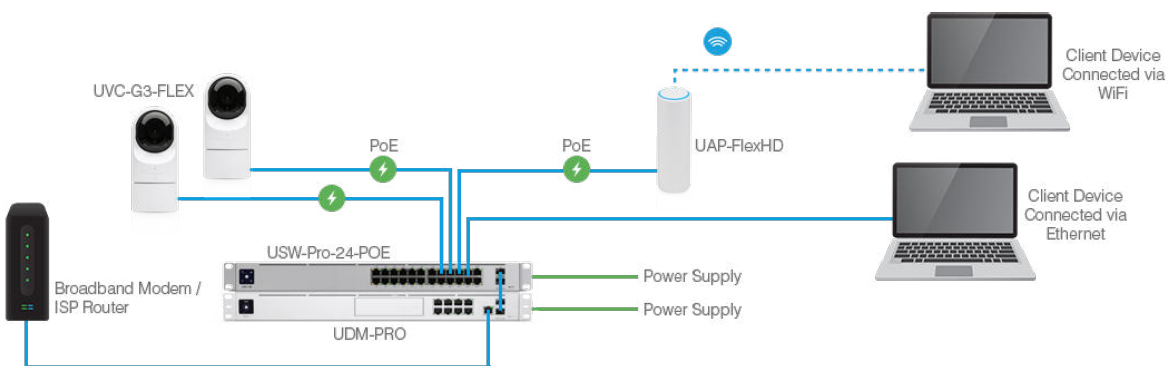 UVC-G3-FLEX
PoE
PoE
UAP-FlexHD
Client Device
Connected via
WiFi
Client Device
Connected via
Ethernet
USW-Pro-24-POE
Power Supply
Broadband Modem /
ISP Router
Power Supply
UDM-PRO